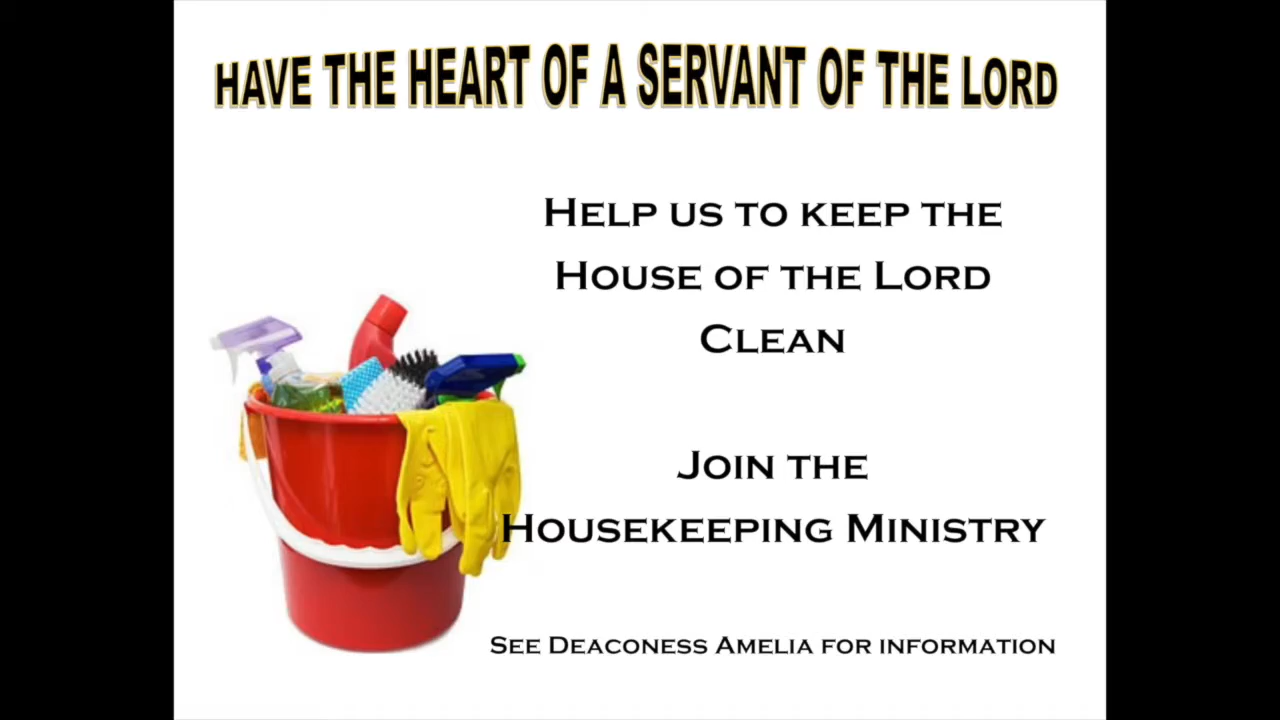 HAVE THE HEART OF A SERVANT OF THE LORD
HELP US TO KEEP THE
HOUSE OF THE LORD
CLEAN
JOIN THE
HOUSEKEEPING MINISTRY
SEE DEACONESS AMELIA FOR INFORMATION